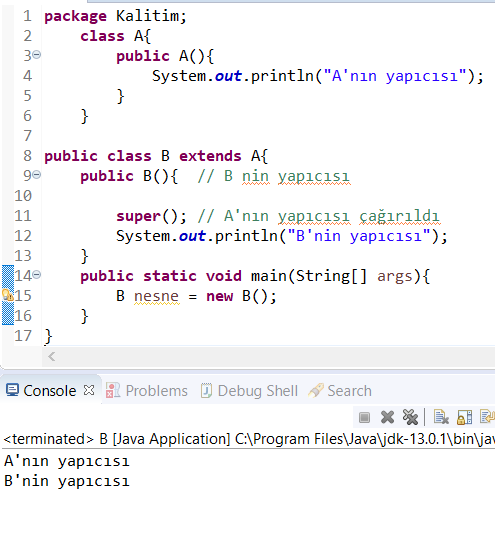 1 package Kalitim;
2 class A{
3 public A(){
4 System.out.println("A'nın yapıcısı");
5 }
6 }
7
8 public class B extends A{
9 public B(){ // B nin yapıcısı
10
11 super(); // A'nın yapıcısı çağırıldı
12 System.out.println("B'nin yapıcısı");
13 }
14 public static void main(String[] args){
15 B nesne = new B();
16 }
17 }
Console Problems Debug Shell Search
<terminated> B [Java Application] C:\Program Files\Java\jdk-13.0.1\bin\jav
A'nın yapıcısı
B'nin yapıcısı